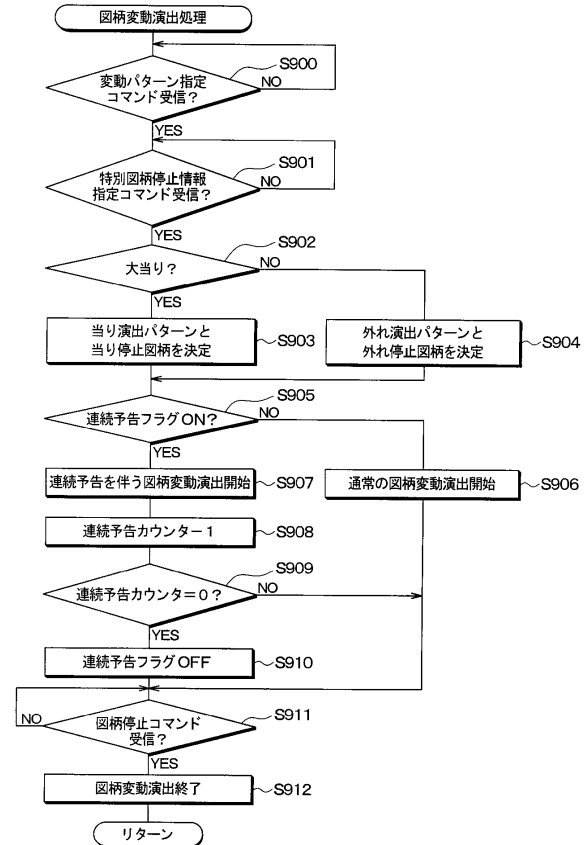 図柄変動演出処理
S900
変動パターン指定
コマンド受信？
NO
YES
S901
特別図柄停止情報
指定コマンド受信？
NO
YES
S902
大当り？
NO
YES
当り演出パターンと
当り停止図柄を決定
S903
外れ演出パターンと
外れ停止図柄を決定
S904
S905
連続予告フラグON？
NO
YES
連続予告を伴う図柄変動演出開始
S907
通常の図柄変動演出開始
S906
連続予告カウンター1
S908
S909
連続予告カウンタ＝0？
NO
YES
連続予告フラグOFF
S910
S911
図柄停止コマンド
受信？
NO
YES
図柄変動演出終了
S912
リターン